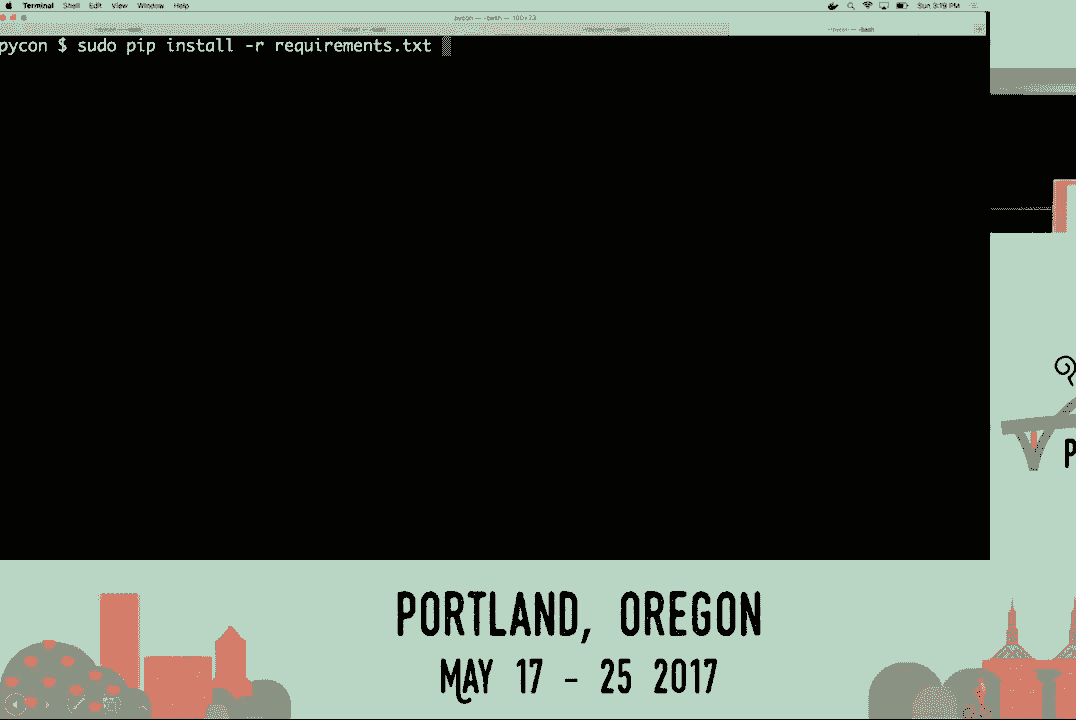 Terminal Shell Edit View Window Help Sun 3:19 PM
pycon — -bash — 100×23
pycon $ sudo pip install -r requirements.txt
P
PORTLAND, OREGON
MAY 17 - 25 2017